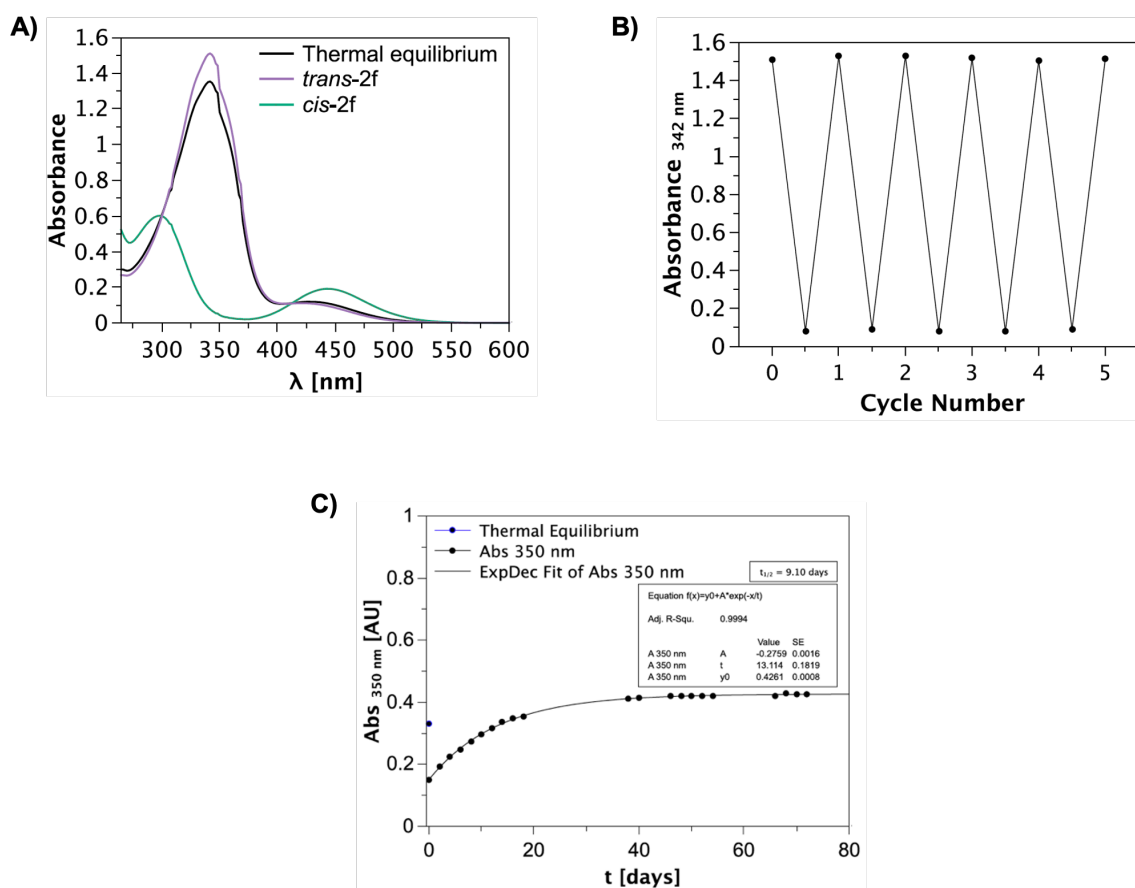 A)
1.6
1.4
1.2
1
0.8
0.6
0.4
0.2
0
Absorbance
Thermal equilibrium
trans-2f
cis-2f
300 350 400 450 500 550 600
λ [nm]
B)
1.6
1.4
1.2
1
0.8
0.6
0.4
0.2
0
Absorbance 342 nm
0 1 2 3 4 5
Cycle Number
C)
1
0.8
0.6
0.4
0.2
0
Abs 350 nm [AU]
Thermal Equilibrium
Abs 350 nm
ExpDec Fit of Abs 350 nm
t1/2 = 9.10 days
Equation f(x)=y0+A*exp(-x/t)
Adj. R-Squ. 0.9994
Value SE
A 350 nm A -0.2759 0.0016
A 350 nm t 13.114 0.1819
A 350 nm y0 0.4261 0.0008
0 20 40 60 80
t [days]